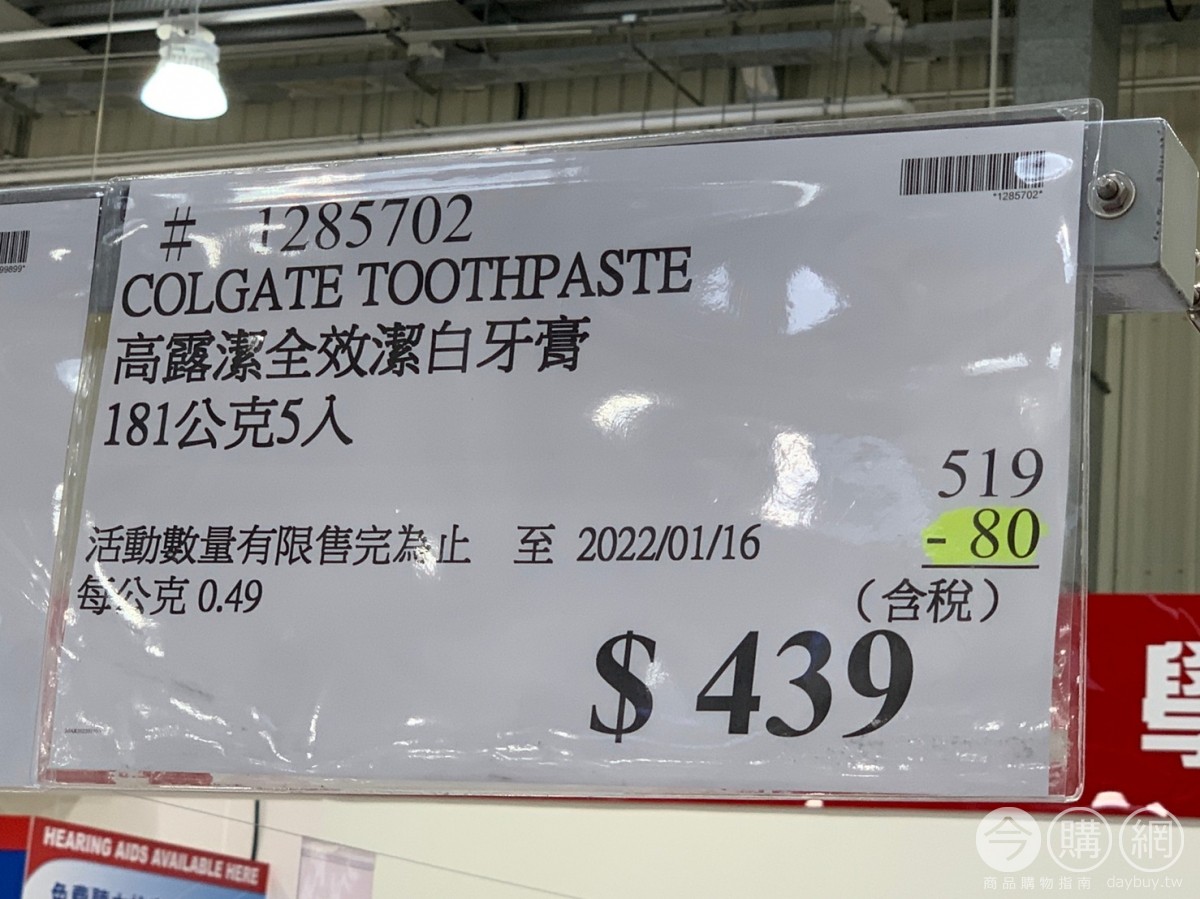 *1285702*
# 1285702
COLGATE TOOTHPASTE
高露潔全效潔白牙膏
181公克5入
519
- 80
活動數量有限售完為止 至 2022/01/16
每公克 0.49
(含稅)
$ 439
99899*
學
HEARING AIDS AVAILABLE HERE
今購網
商品購物指南 daybuy.tw